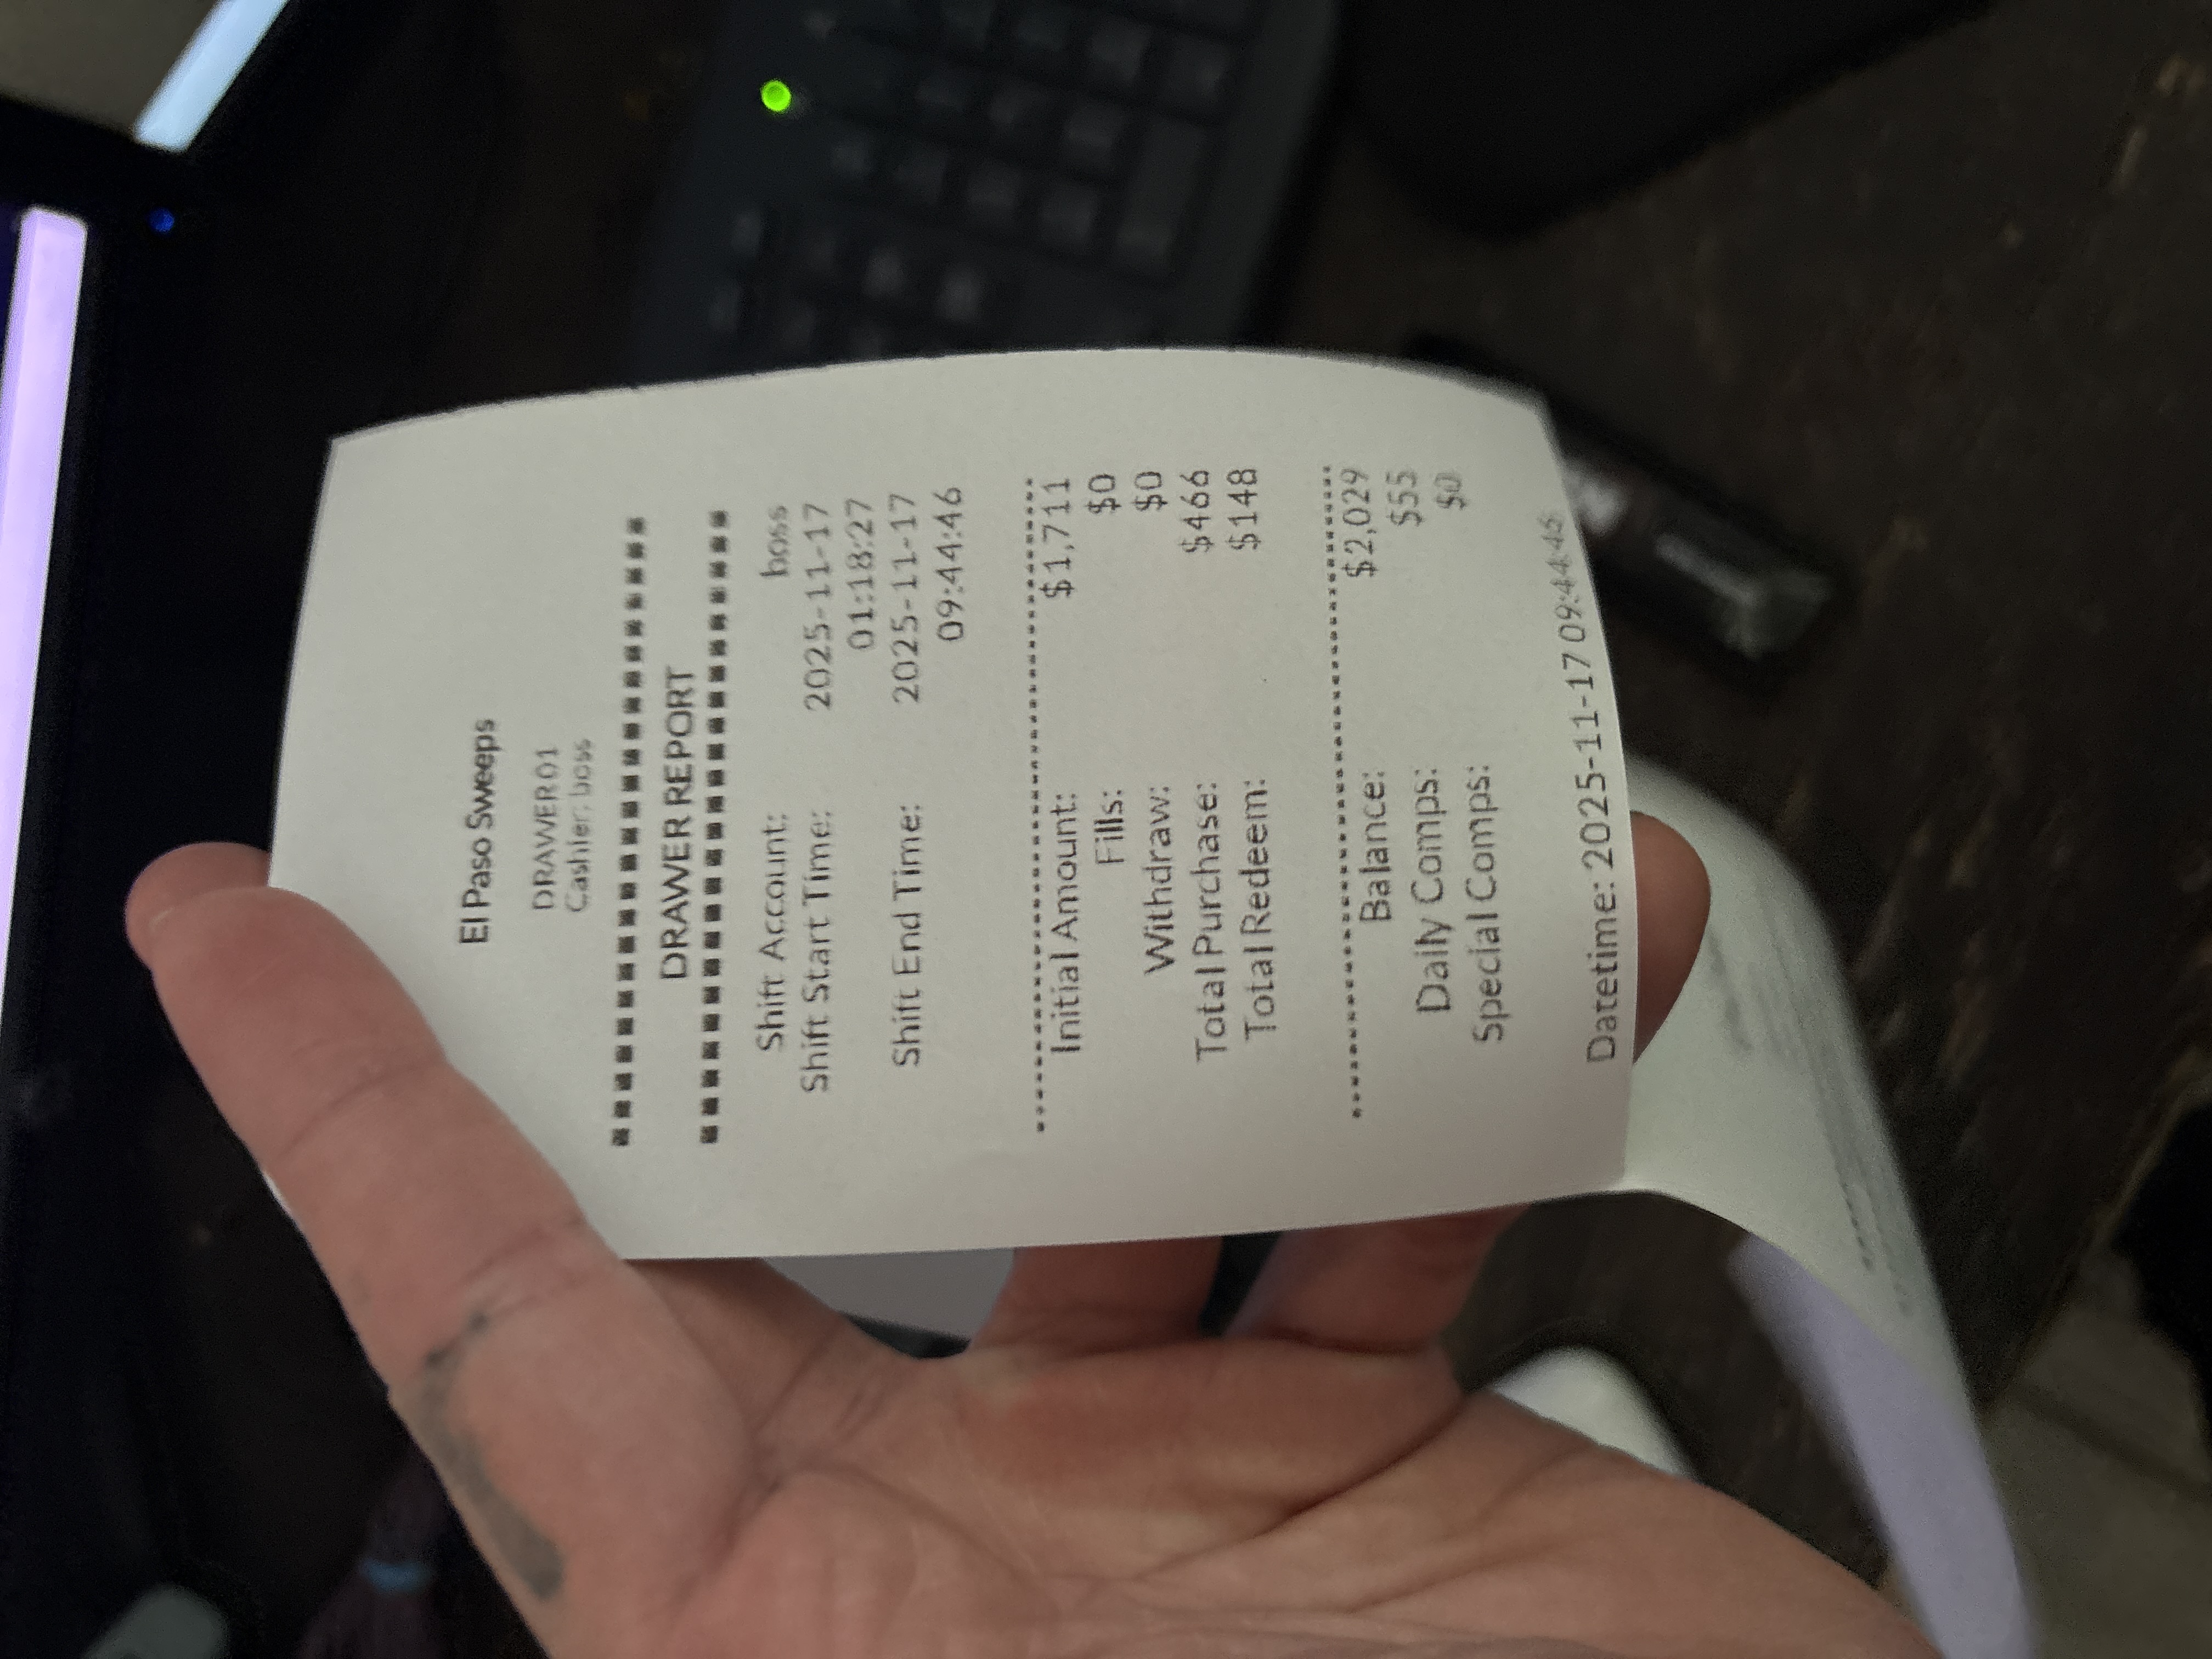 El Paso Sweeps
DRAWER01
Cashier: boss
DRAWER REPORT
Shift Account: boss
Shift Start Time: 2025-11-17
01:18:27
Shift End Time: 2025-11-17
09:44:46
Initial Amount: $1,711
Fills: $0
Withdraw: $0
Total Purchase: $466
Total Redeem: $148
Balance: $2,029
Daily Comps: $55
Special Comps: $0
Datetime: 2025-11-17 09:44:46